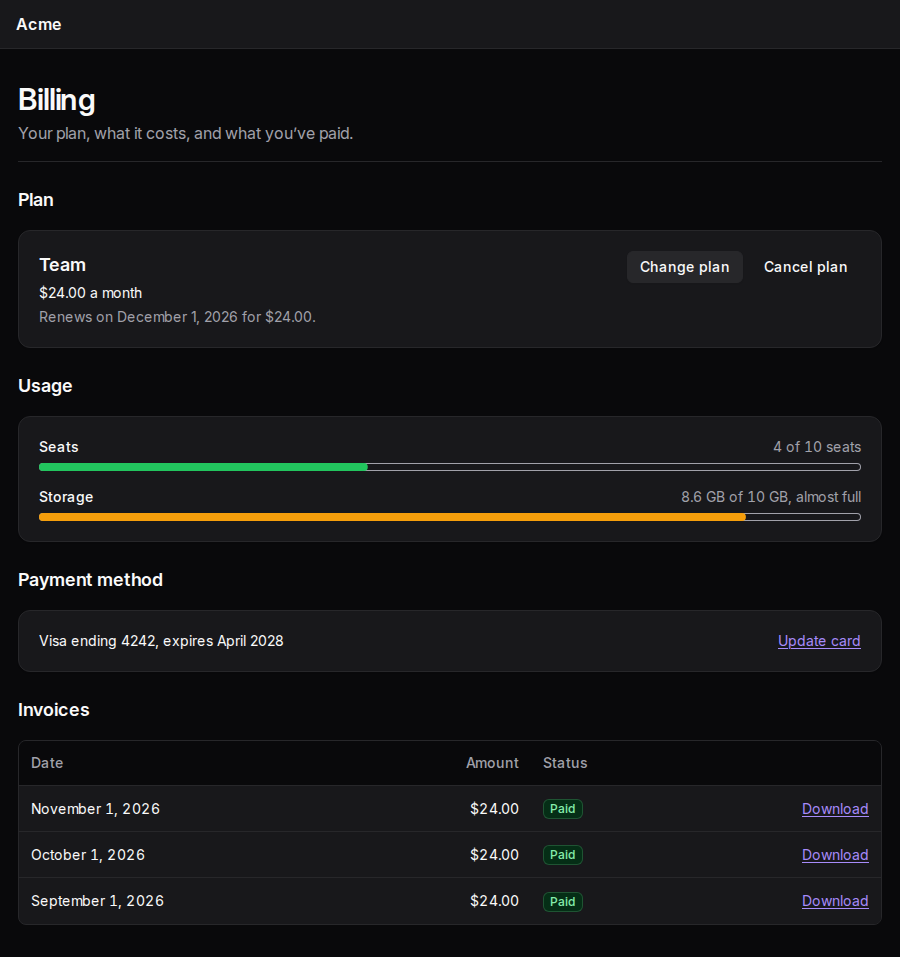 Acme
Billing
Your plan, what it costs, and what you’ve paid.
Plan
Team
Change plan
Cancel plan
$24.00 a month
Renews on December 1, 2026 for $24.00.
Usage
Seats
4 of 10 seats
Storage
8.6 GB of 10 GB, almost full
Payment method
Visa ending 4242, expires April 2028
Update card
Invoices
Date Amount Status
November 1, 2026 $24.00 Paid Download
October 1, 2026 $24.00 Paid Download
September 1, 2026 $24.00 Paid Download